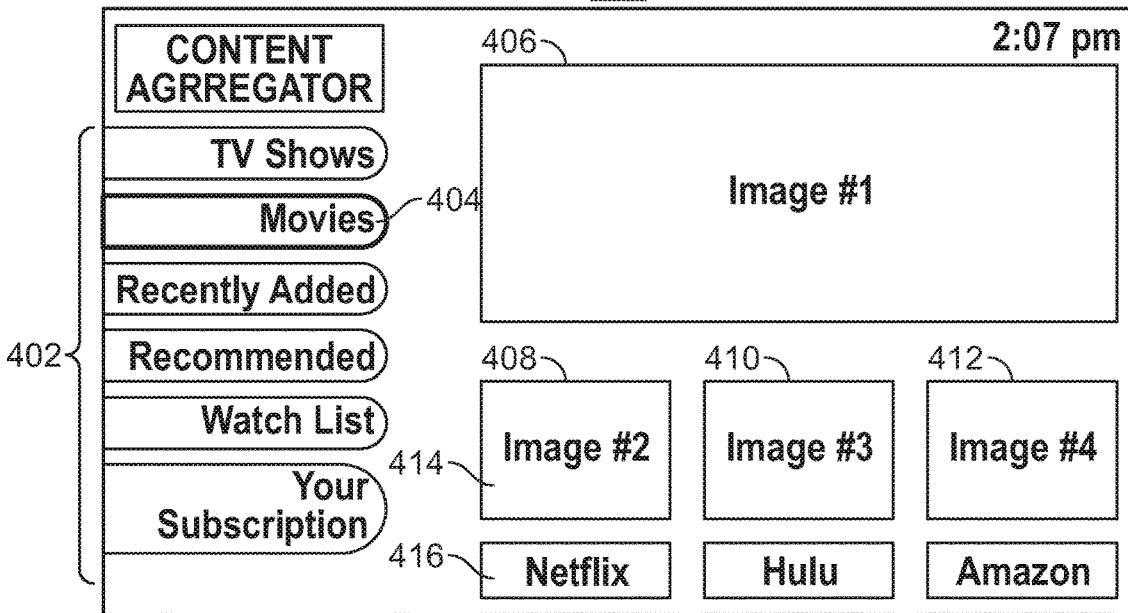 2:07 pm
CONTENT
AGRREGATOR
406
TV Shows
Movies
404
Image #1
Recently Added
402
Recommended
408
410
412
Watch List
Image #2
Image #3
Image #4
414
Your
Subscription
416
Netflix
Hulu
Amazon